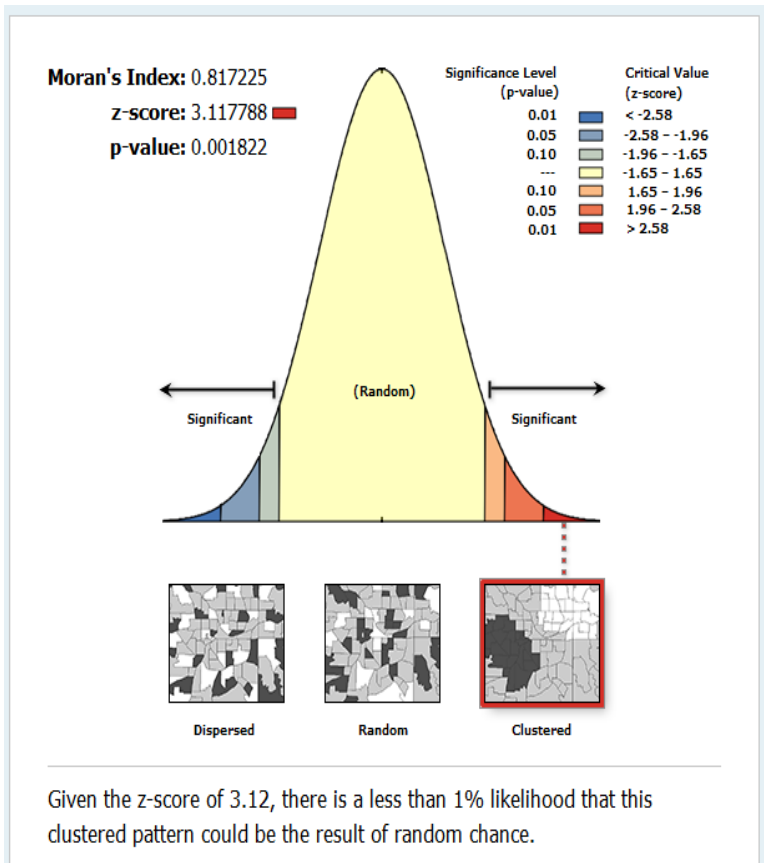 Moran's Index: 0.817225
z-score: 3.117788
p-value: 0.001822
Significance Level
(p-value)
Critical Value
(z-score)
0.01 < -2.58
0.05 -2.58 - -1.96
0.10 -1.96 - -1.65
--- -1.65 - 1.65
0.10 1.65 - 1.96
0.05 1.96 - 2.58
0.01 > 2.58
(Random)
Significant
Significant
Dispersed
Random
Clustered
Given the z-score of 3.12, there is a less than 1% likelihood that this
clustered pattern could be the result of random chance.